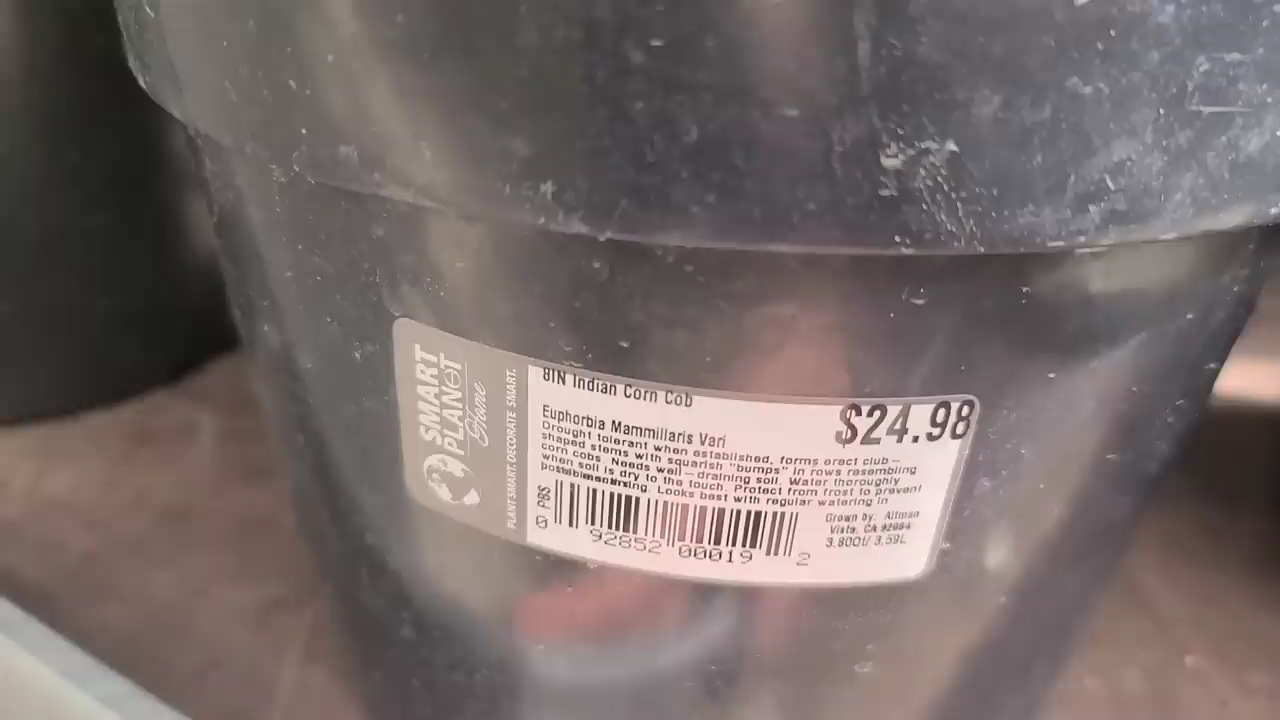 SMART
PLANET
Home
PLANT SMART. DECORATE SMART.
8IN Indian Corn Cob
$24.98
Euphorbia Mammillaris Vari
Drought tolerant when established, forms erect club-
shaped stems with squarish "bumps" in rows resembling
corn cobs. Needs well-draining soil. Water thoroughly
when soil is dry to the touch. Protect from frost to prevent
possible Looks best with regular watering in
PBS
92852 00019 2
Grown by: Altman
Vista, CA 92084
3.80Qt/ 3.59L